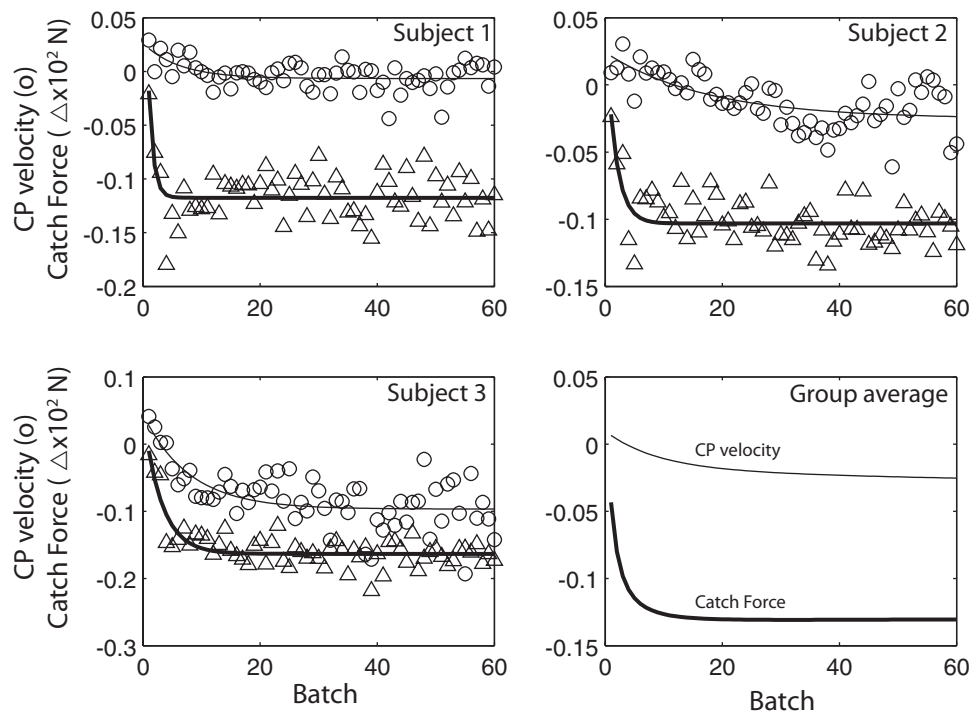 CP velocity (o)
Catch Force ( △x10² N)
0.05
0
-0.05
-0.1
-0.15
-0.2
Subject 1
0 20 40 60
0.05
0
-0.05
-0.1
-0.15
Subject 2
0 20 40 60
CP velocity (o)
Catch Force ( △x10² N)
0.1
0
-0.1
-0.2
-0.3
Subject 3
0 20 40 60
Batch
0.05
0
-0.05
-0.1
-0.15
Group average
CP velocity
Catch Force
0 20 40 60
Batch